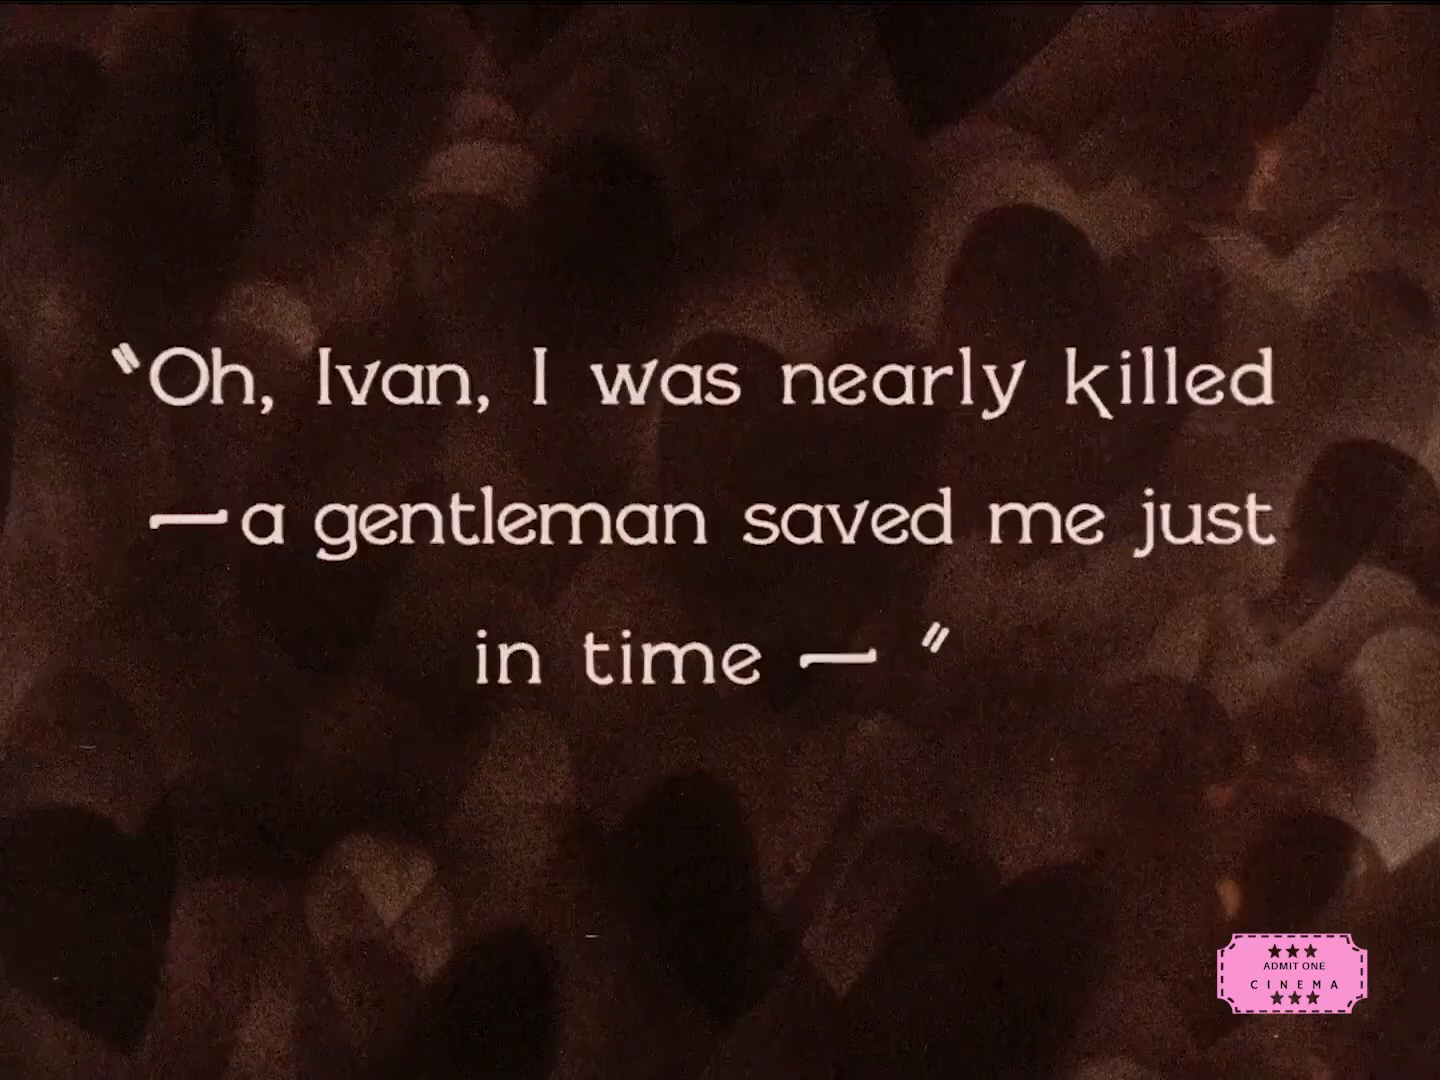 "Oh, Ivan, I was nearly killed
—a gentleman saved me just
in time — "
ADMIT ONE
CINEMA